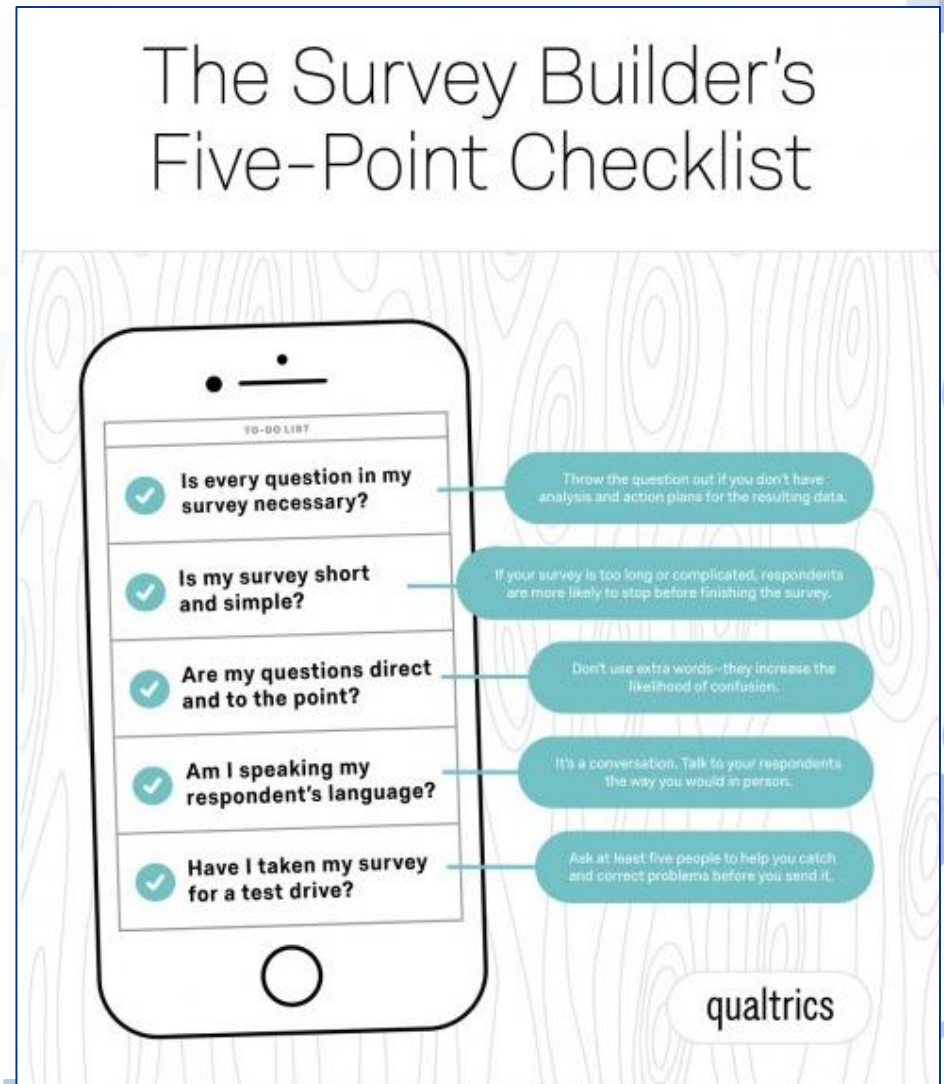 The Survey Builder's
Five-Point Checklist
TO-DO LIST
Is every question in my
survey necessary?
Throw the question out if you don't have
analysis and action plans for the resulting data.
Is my survey short
and simple?
If your survey is too long or complicated, respondents
are more likely to stop before finishing the survey.
Are my questions direct
and to the point?
Don't use extra words—they increase the
likelihood of confusion.
Am I speaking my
respondent's language?
It's a conversation. Talk to your respondents
the way you would in person.
Have I taken my survey
for a test drive?
Ask at least five people to help you catch
and correct problems before you send it.
qualtrics